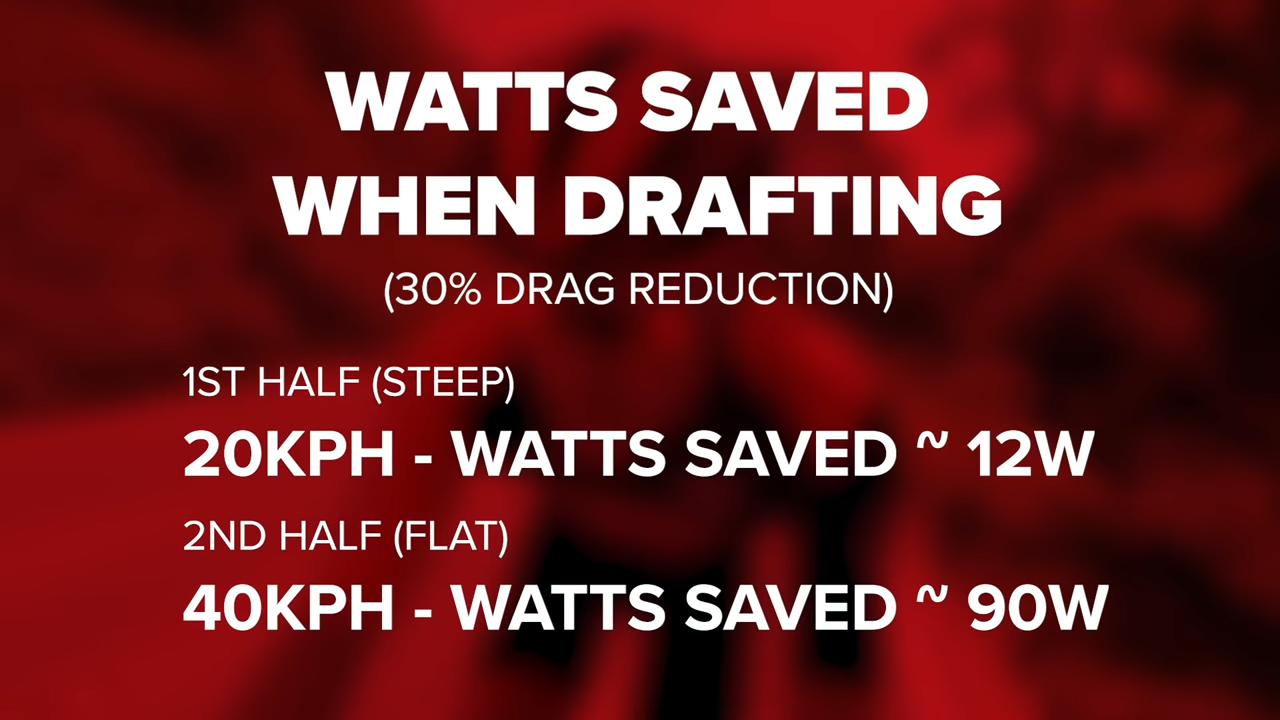 WATTS SAVED
WHEN DRAFTING
(30% DRAG REDUCTION)
1ST HALF (STEEP)
20KPH - WATTS SAVED ~ 12W
2ND HALF (FLAT)
40KPH - WATTS SAVED ~ 90W